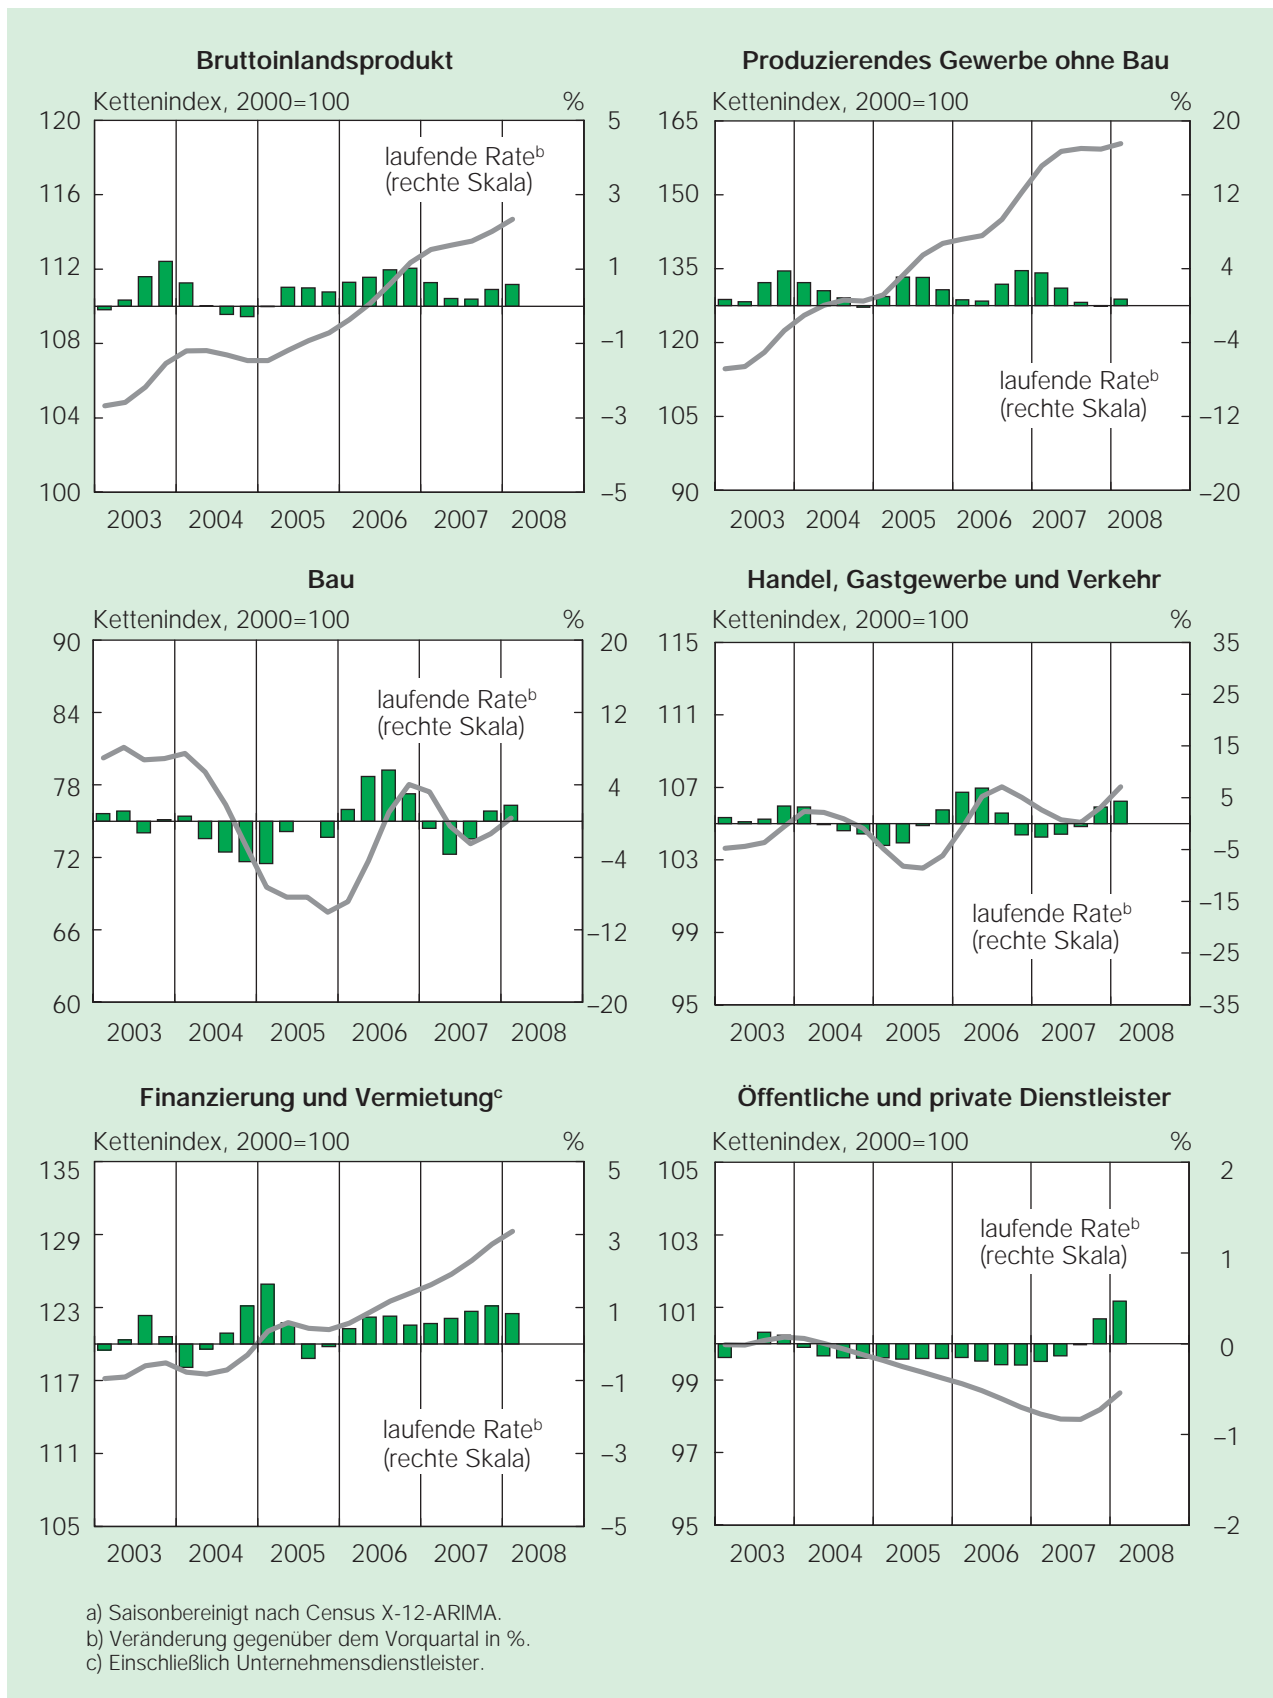 Bruttoinlandsprodukt
Kettenindex, 2000=100 %
laufende Rateᵇ
(rechte Skala)
120
116
112
108
104
100
5
3
1
–1
–3
–5
2003 2004 2005 2006 2007 2008
Produzierendes Gewerbe ohne Bau
Kettenindex, 2000=100 %
165
150
135
120
105
90
20
12
4
–4
–12
–20
laufende Rateᵇ
(rechte Skala)
2003 2004 2005 2006 2007 2008
Bau
Kettenindex, 2000=100 %
laufende Rateᵇ
(rechte Skala)
90
84
78
72
66
60
20
12
4
–4
–12
–20
2003 2004 2005 2006 2007 2008
Handel, Gastgewerbe und Verkehr
Kettenindex, 2000=100 %
115
111
107
103
99
95
35
25
15
5
–5
–15
–25
–35
laufende Rateᵇ
(rechte Skala)
2003 2004 2005 2006 2007 2008
Finanzierung und Vermietungᶜ
Kettenindex, 2000=100 %
135
129
123
117
111
105
5
3
1
–1
–3
–5
laufende Rateᵇ
(rechte Skala)
2003 2004 2005 2006 2007 2008
Öffentliche und private Dienstleister
Kettenindex, 2000=100 %
laufende Rateᵇ
(rechte Skala)
105
103
101
99
97
95
2
1
0
–1
–2
2003 2004 2005 2006 2007 2008
a) Saisonbereinigt nach Census X-12-ARIMA.
b) Veränderung gegenüber dem Vorquartal in %.
c) Einschließlich Unternehmensdienstleister.